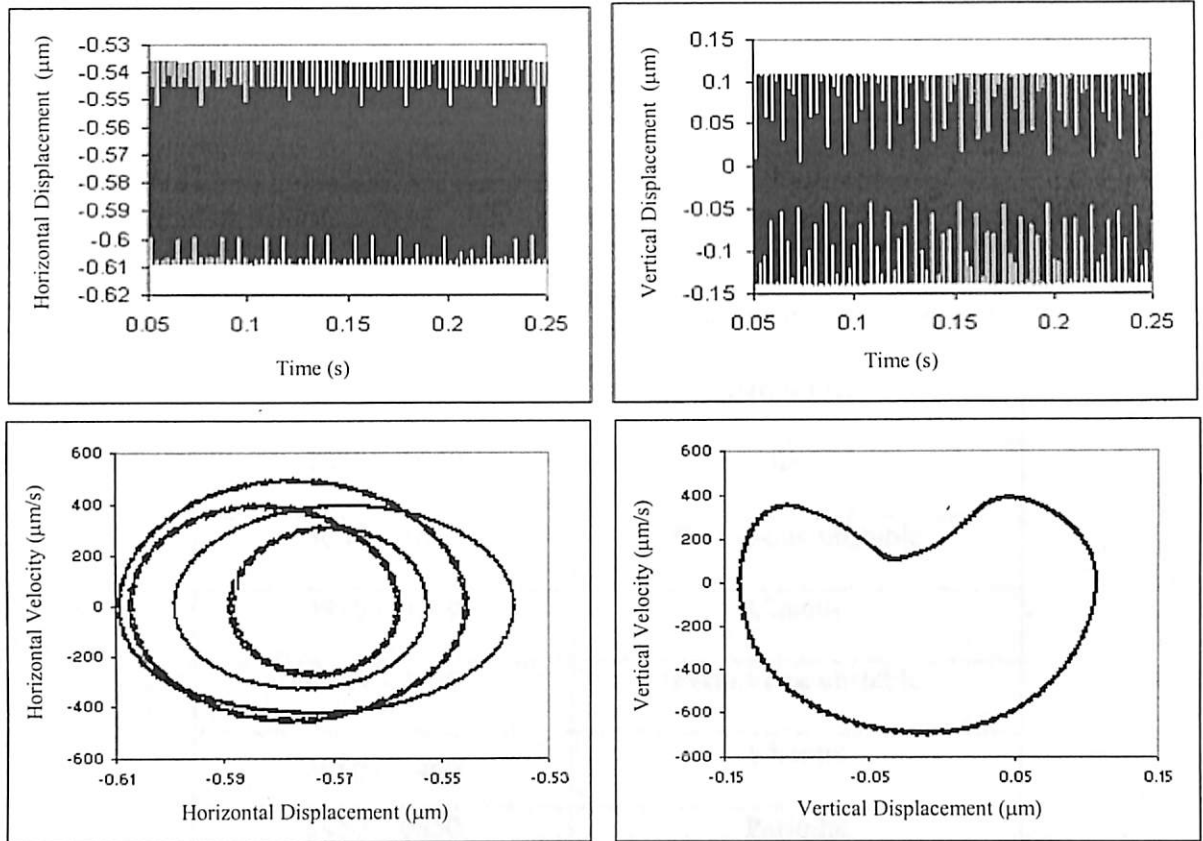 Horizontal Displacement (μm)
-0.53
-0.54
-0.55
-0.56
-0.57
-0.58
-0.59
-0.6
-0.61
-0.62
0.05 0.1 0.15 0.2 0.25
Time (s)
Vertical Displacement (μm)
0.15
0.1
0.05
0
-0.05
-0.1
-0.15
0.05 0.1 0.15 0.2 0.25
Time (s)
Horizontal Velocity (μm/s)
600
400
200
0
-200
-400
-600
-0.61 -0.59 -0.57 -0.55 -0.53
Horizontal Displacement (μm)
Vertical Velocity (μm/s)
600
400
200
0
-200
-400
-600
-800
-0.15 -0.05 0.05 0.15
Vertical Displacement (μm)